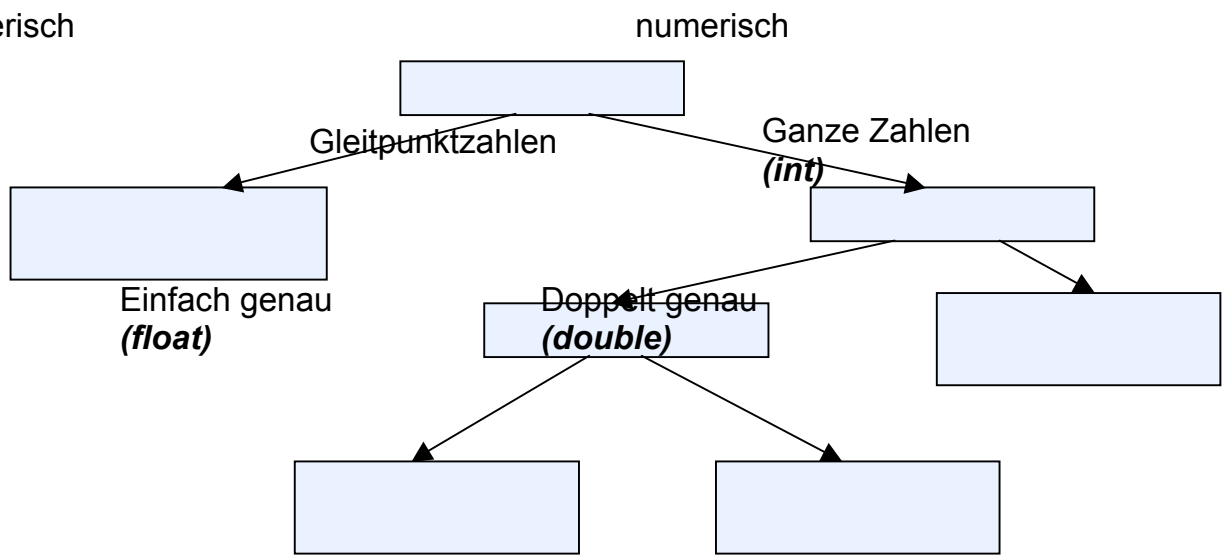 erisch
numerisch
Gleitpunktzahlen
Ganze Zahlen
(int)
Einfach genau
(float)
Doppelt genau
(double)